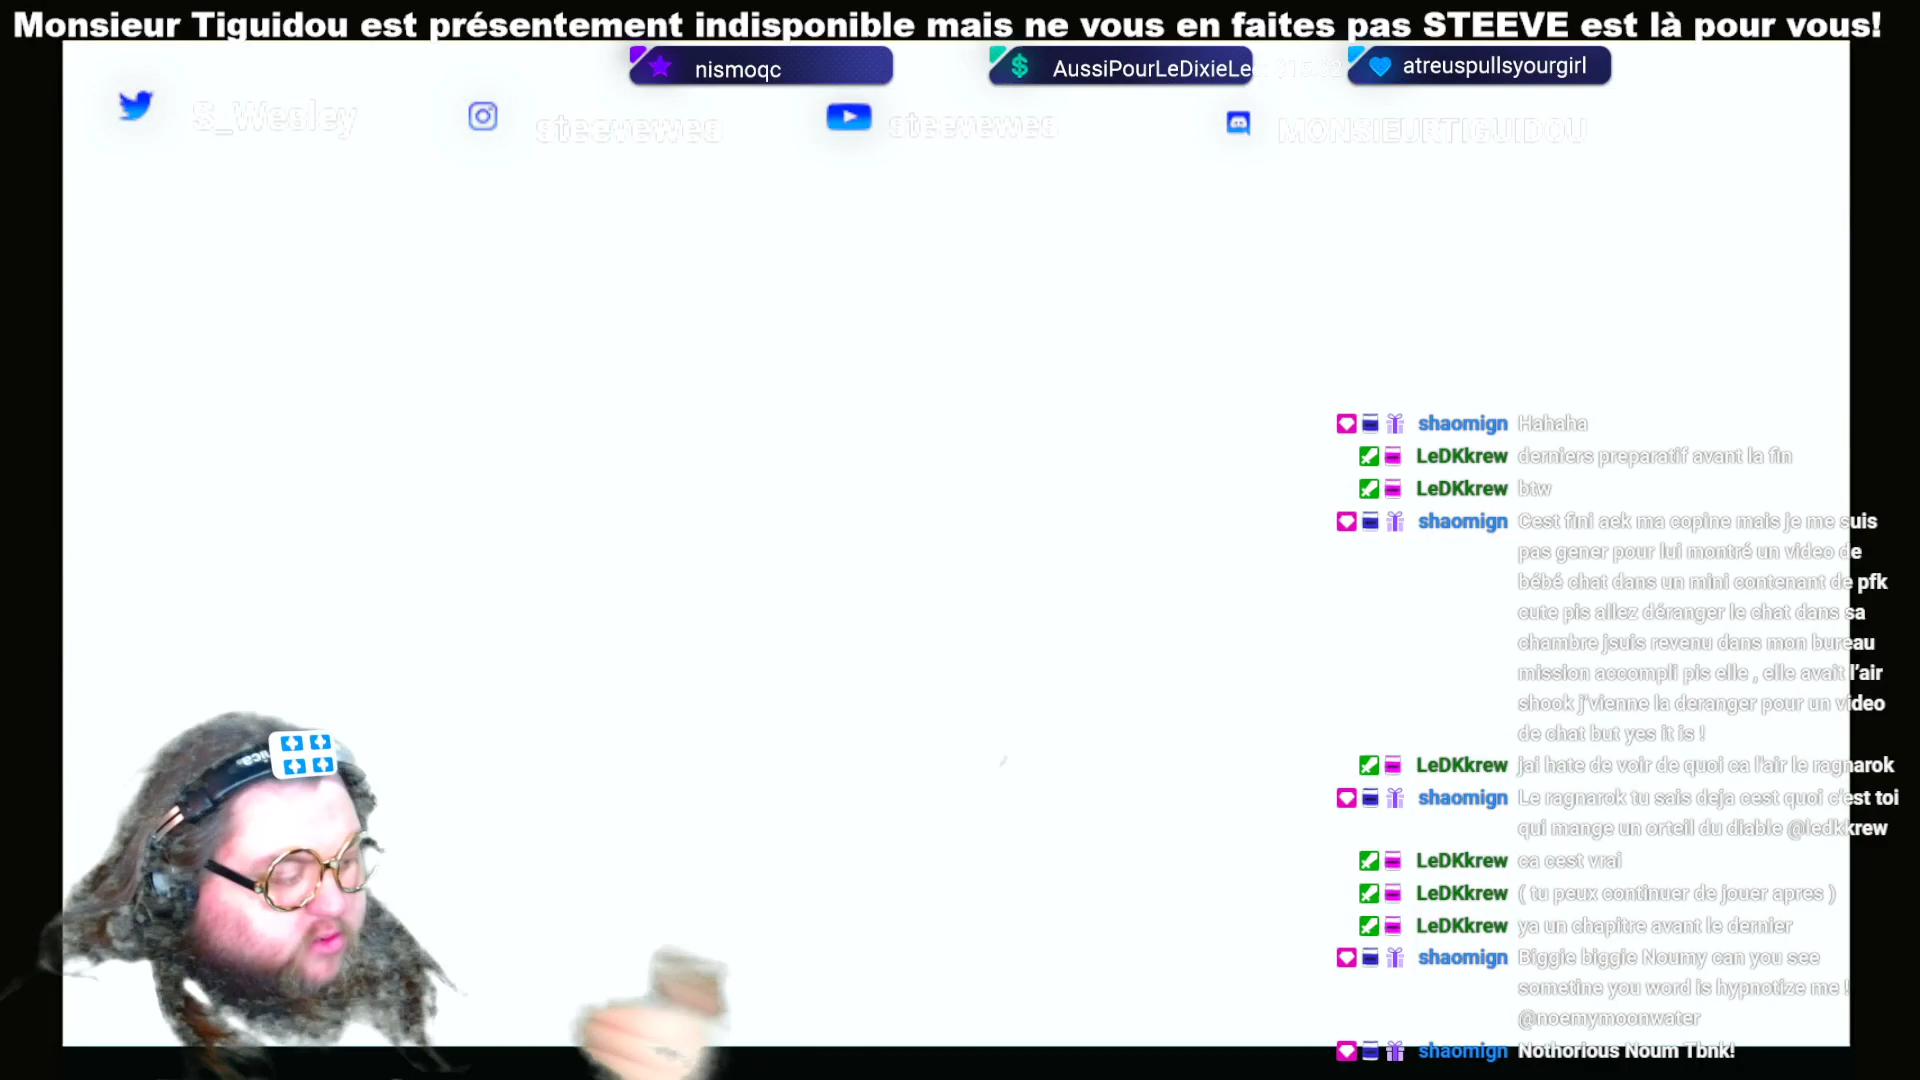 Monsieur Tiguidou est présentement indisponible mais ne vous en faites pas STEEVE est là pour vous!
nismoqc
AussiPourLeDixieLee: $15.62
atreuspullsyourgirl
S_Wesley
steevewes
steevewes
MONSIEURTIGUIDOU
shaomign Hahaha
LeDKkrew derniers preparatif avant la fin
LeDKkrew btw
shaomign Cest fini aek ma copine mais je me suis
pas gener pour lui montré un video de
bébé chat dans un mini contenant de pfk
cute pis allez déranger le chat dans sa
chambre jsuis revenu dans mon bureau
mission accompli pis elle , elle avait l'air
shook j'vienne la deranger pour un video
de chat but yes it is !
LeDKkrew jai hate de voir de quoi ca l'air le ragnarok
shaomign Le ragnarok tu sais deja cest quoi c'est toi
qui mange un orteil du diable @ledkkrew
LeDKkrew ca cest vrai
LeDKkrew ( tu peux continuer de jouer apres )
LeDKkrew ya un chapitre avant le dernier
shaomign Biggie biggie Noumy can you see
sometine you word is hypnotize me !
@noemymoonwater
shaomign Nothorious Noum Tbnk!